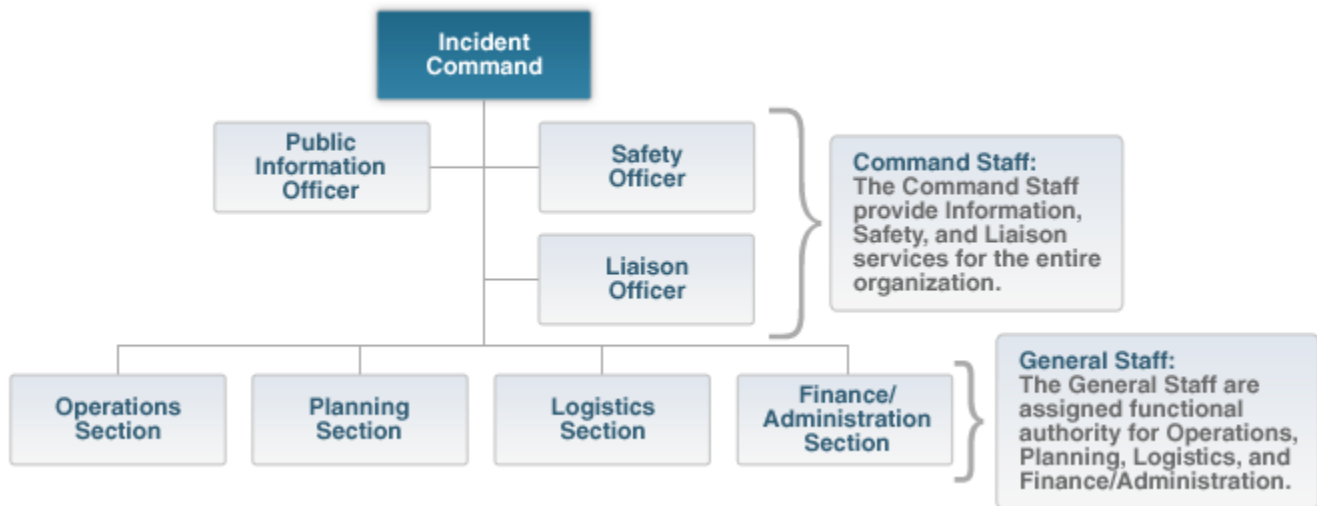 Incident
Command
Public
Information
Officer
Safety
Officer
Liaison
Officer
Command Staff:
The Command Staff
provide Information,
Safety, and Liaison
services for the entire
organization.
Operations
Section
Planning
Section
Logistics
Section
Finance/
Administration
Section
General Staff:
The General Staff are
assigned functional
authority for Operations,
Planning, Logistics, and
Finance/Administration.